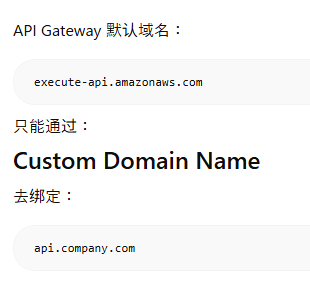 API Gateway 默认域名：
execute-api.amazonaws.com
只能通过：
Custom Domain Name
去绑定：
api.company.com